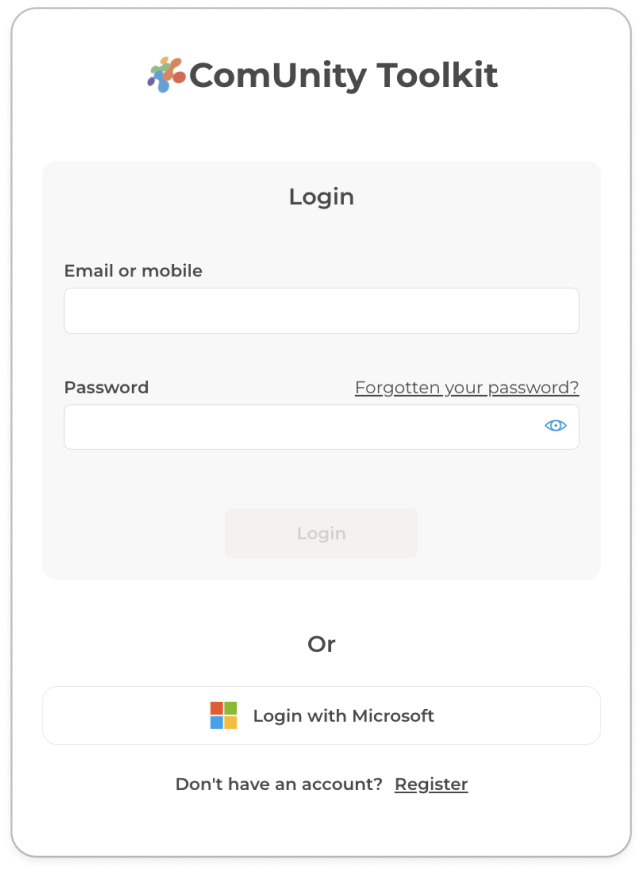 ComUnity Toolkit
Login
Email or mobile
Password Forgotten your password?
Login
Or
Login with Microsoft
Don't have an account? Register